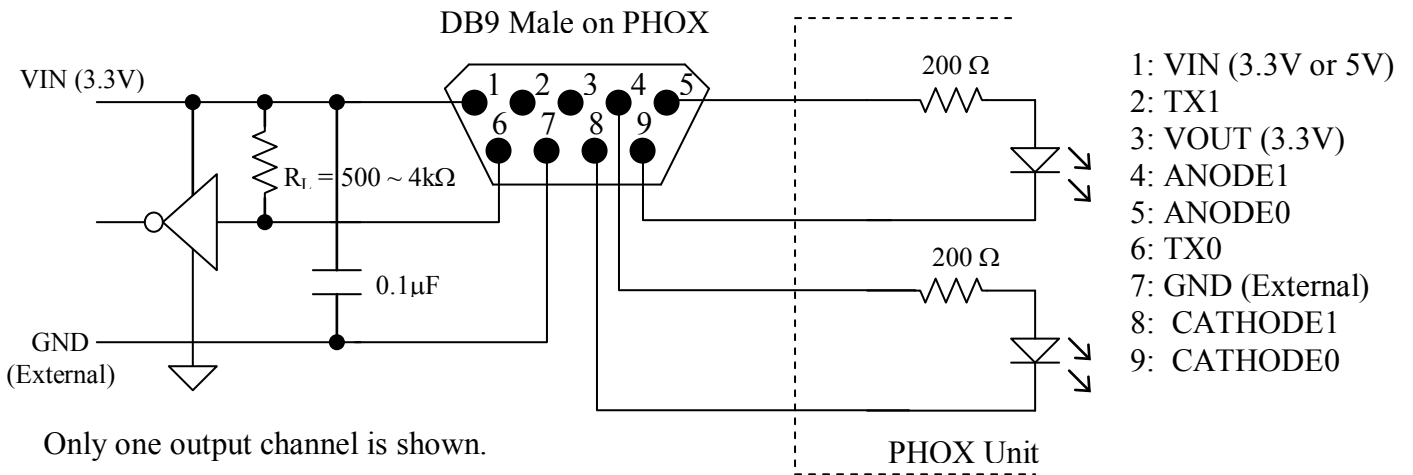 DB9 Male on PHOX
VIN (3.3V)
1 2 3 4 5
6 7 8 9
R_L = 500 ~ 4kΩ
0.1μF
GND
(External)
Only one output channel is shown.
200 Ω
200 Ω
PHOX Unit
1: VIN (3.3V or 5V)
2: TX1
3: VOUT (3.3V)
4: ANODE1
5: ANODE0
6: TX0
7: GND (External)
8: CATHODE1
9: CATHODE0